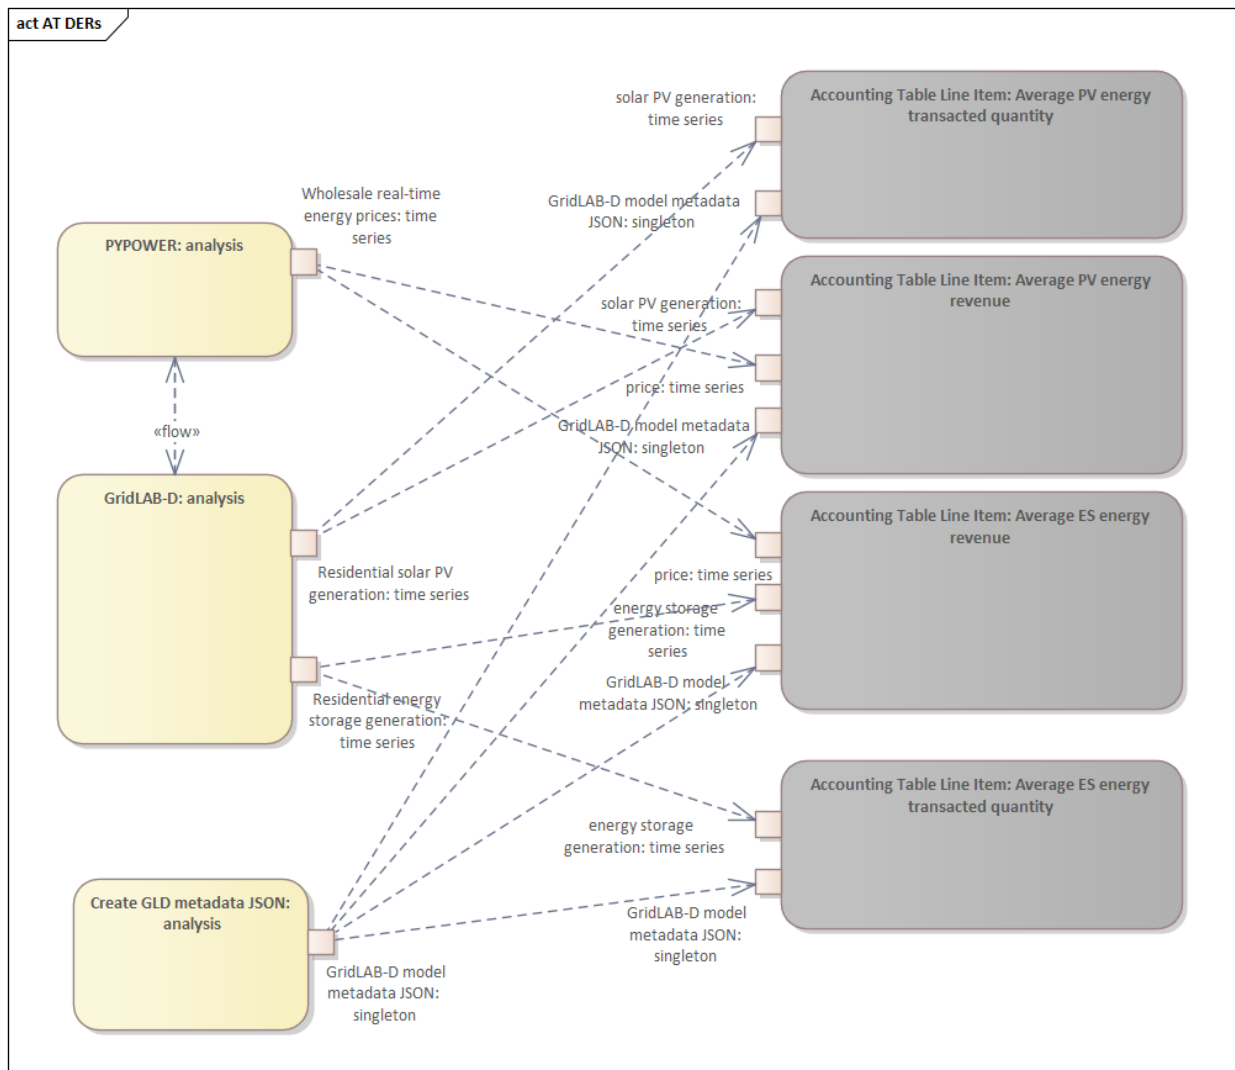 act AT DERs
Accounting Table Line Item: Average PV energy
transacted quantity
solar PV generation:
time series
GridLAB-D model metadata
JSON: singleton
Wholesale real-time
energy prices: time
series
PYPOWER: analysis
Accounting Table Line Item: Average PV energy
revenue
solar PV generation:
time series
price: time series
GridLAB-D model metadata
JSON: singleton
«flow»
GridLAB-D: analysis
Residential solar PV
generation: time series
Residential energy
storage generation:
time series
Accounting Table Line Item: Average ES energy
revenue
price: time series
energy storage
generation: time
series
GridLAB-D model
metadata JSON: singleton
Accounting Table Line Item: Average ES energy
transacted quantity
energy storage
generation: time series
GridLAB-D model
metadata JSON:
singleton
Create GLD metadata JSON:
analysis
GridLAB-D model
metadata JSON:
singleton